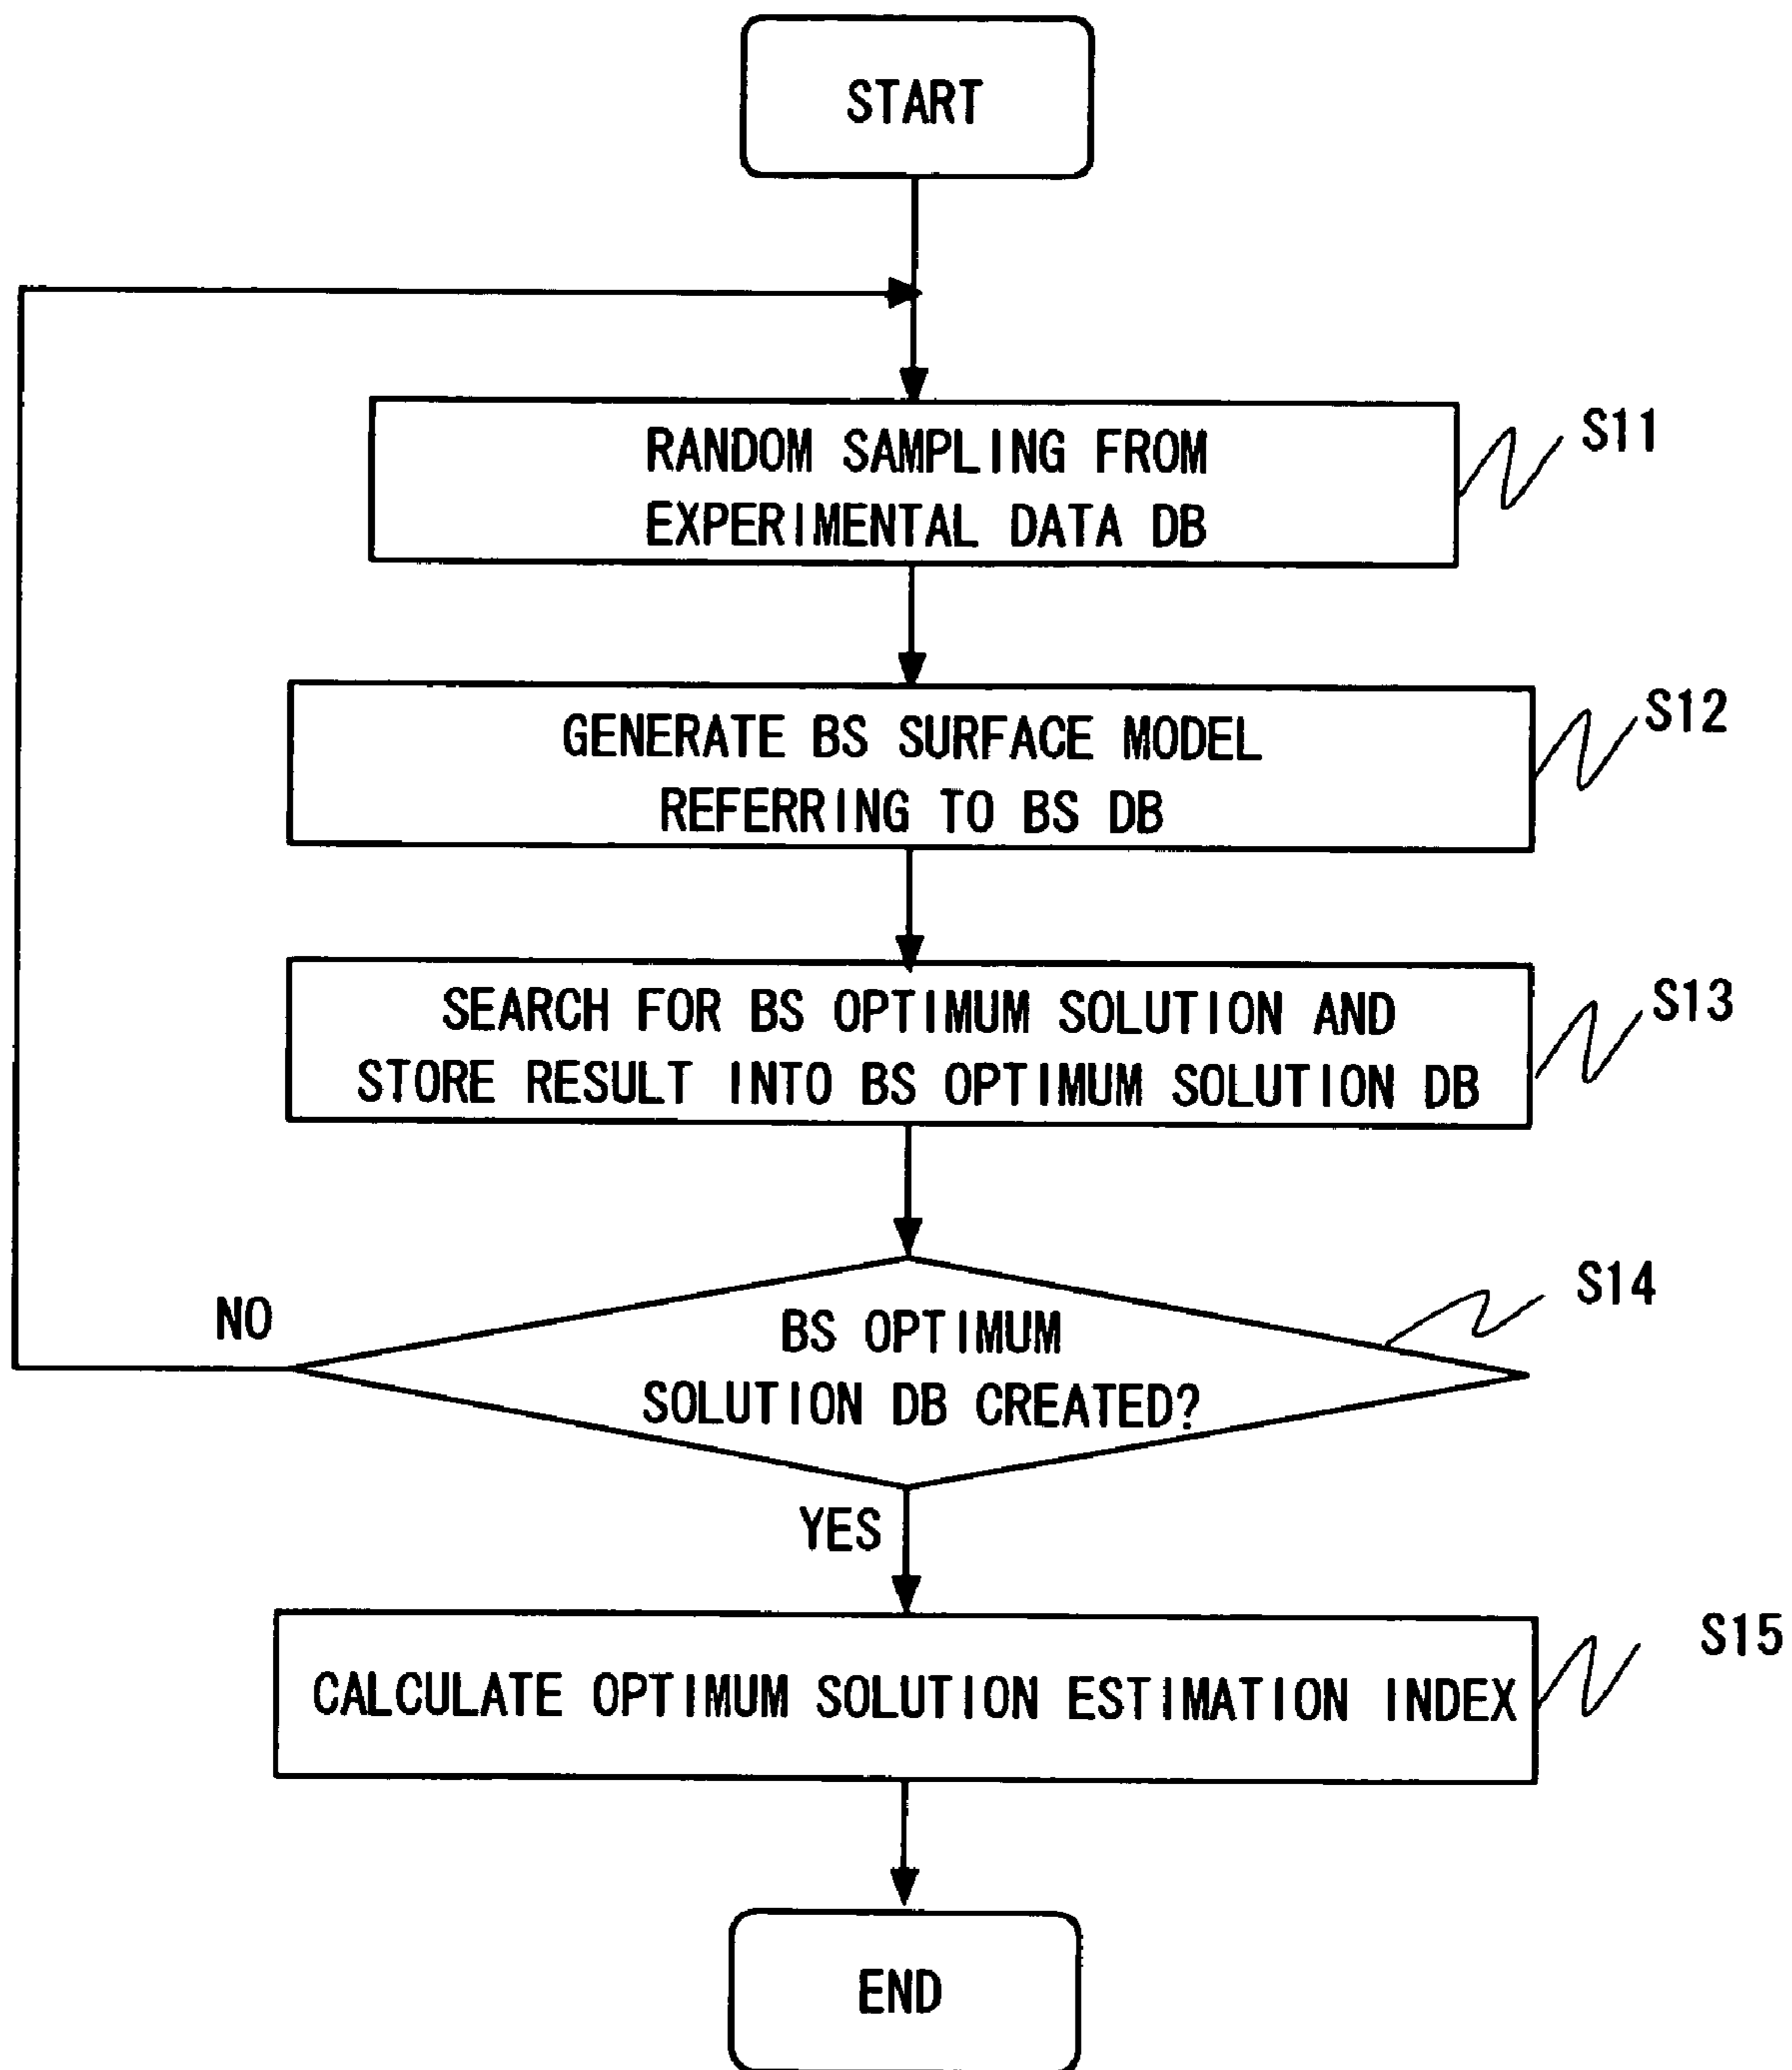 START
RANDOM SAMPLING FROM
EXPERIMENTAL DATA DB
S11
GENERATE BS SURFACE MODEL
REFERRING TO BS DB
S12
SEARCH FOR BS OPTIMUM SOLUTION AND
STORE RESULT INTO BS OPTIMUM SOLUTION DB
S13
NO
BS OPTIMUM
SOLUTION DB CREATED?
S14
YES
CALCULATE OPTIMUM SOLUTION ESTIMATION INDEX
S15
END